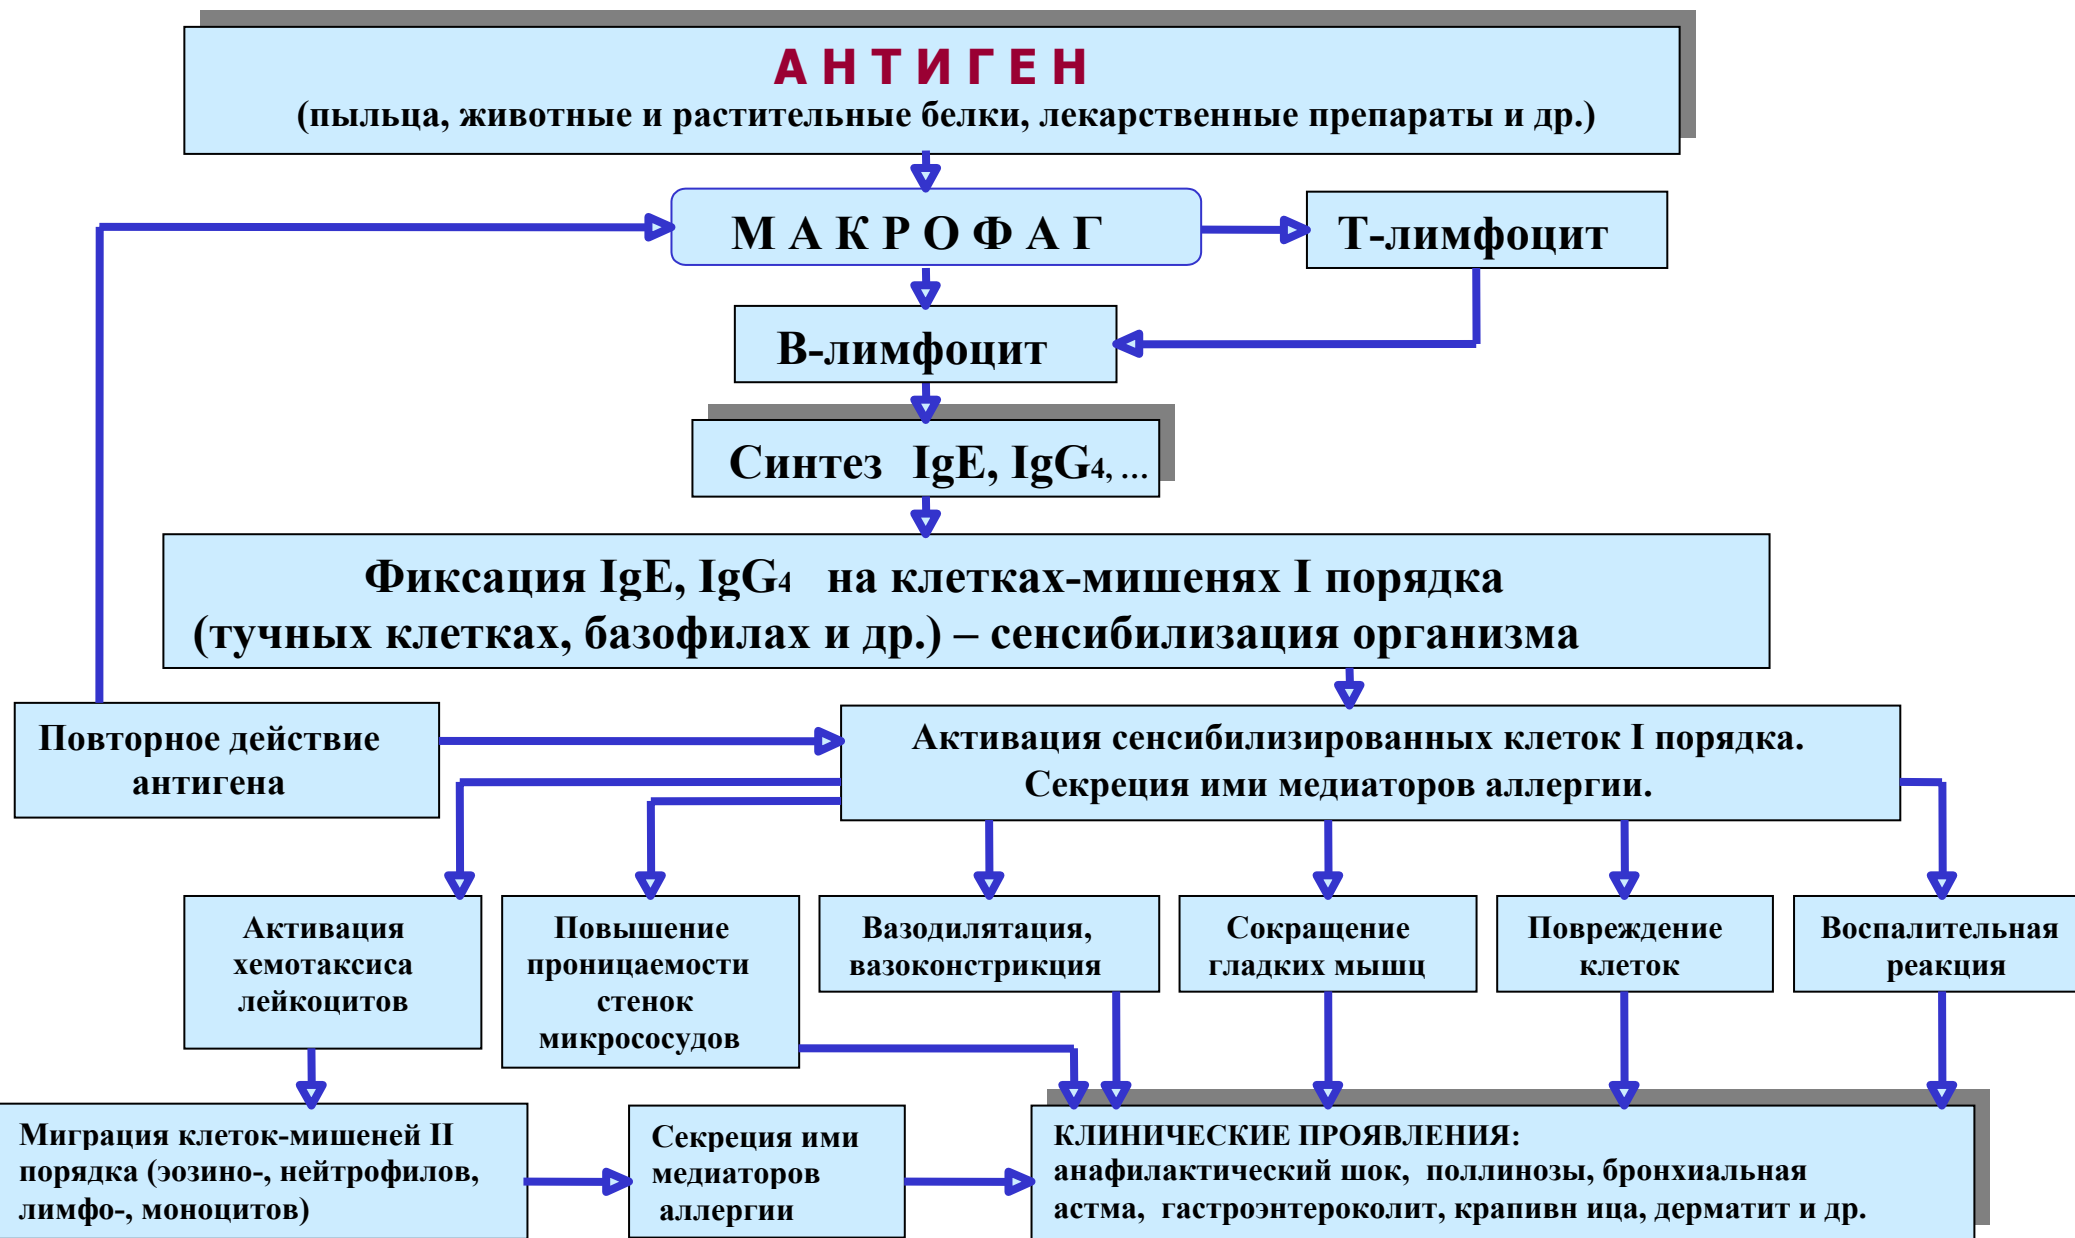 АНТИГЕН
(пыльца, животные и растительные белки, лекарственные препараты и др.)
МАКРОФАГ
Т-лимфоцит
В-лимфоцит
Синтез IgE, IgG4, ...
Фиксация IgE, IgG4 на клетках-мишенях I порядка
(тучных клетках, базофилах и др.) – сенсибилизация организма
Повторное действие
антигена
Активация сенсибилизированных клеток I порядка.
Секреция ими медиаторов аллергии.
Активация
хемотаксиса
лейкоцитов
Повышение
проницаемости
стенок
микрососудов
Вазодилятация,
вазоконстрикция
Сокращение
гладких мышц
Повреждение
клеток
Воспалительная
реакция
Миграция клеток-мишеней II
порядка (эозино-, нейтрофилов,
лимфо-, моноцитов)
Секреция ими
медиаторов
аллергии
КЛИНИЧЕСКИЕ ПРОЯВЛЕНИЯ:
анафилактический шок, поллинозы, бронхиальная
астма, гастроэнтероколит, крапивн ица, дерматит и др.